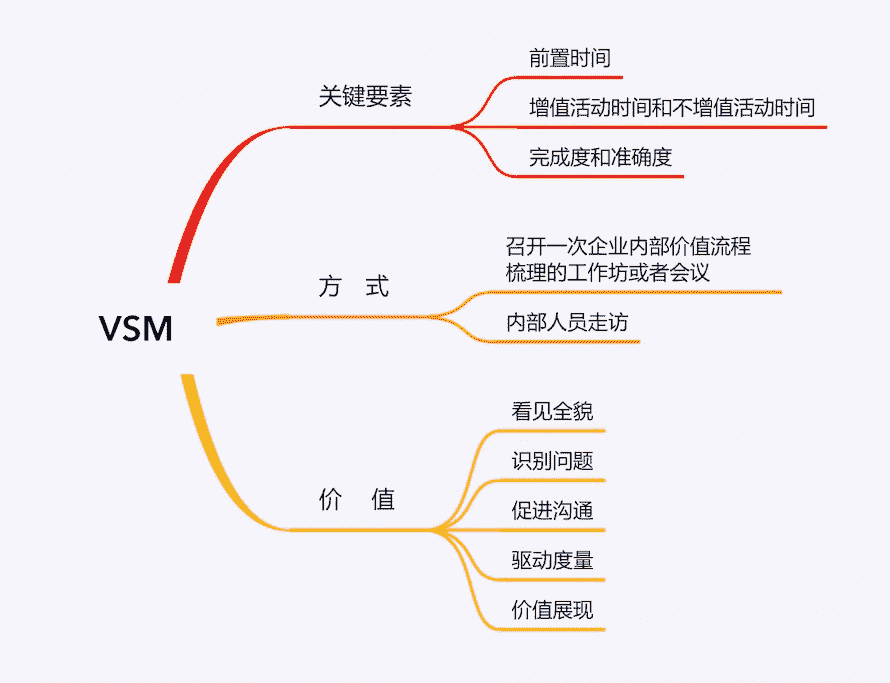 VSM
关键要素
前置时间
增值活动时间和不增值活动时间
完成度和准确度
方 式
召开一次企业内部价值流程
梳理的工作坊或者会议
内部人员走访
价 值
看见全貌
识别问题
促进沟通
驱动度量
价值展现